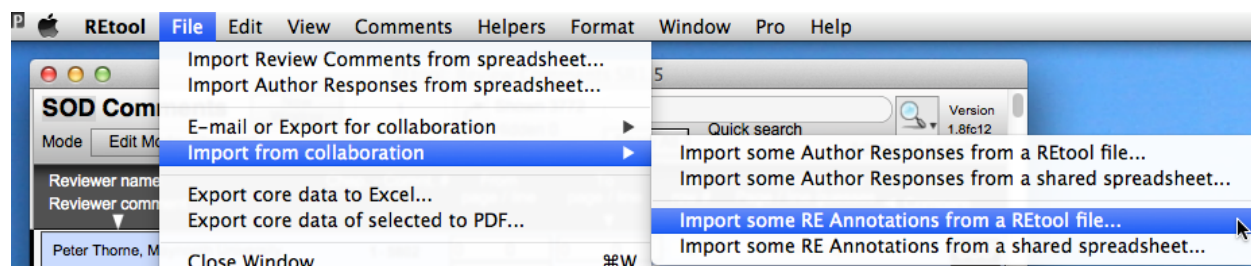 P REtool File Edit View Comments Helpers Format Window Pro Help
Import Review Comments from spreadsheet...
Import Author Responses from spreadsheet...
5
SOD Com
Version
E-mail or Export for collaboration
Quick search
1.8fc12
Mode Edit Mo
Import from collaboration
Import some Author Responses from a REtool file...
Reviewer name
Import some Author Responses from a shared spreadsheet...
Export core data to Excel...
Reviewer comm
Export core data of selected to PDF...
Import some RE Annotations from a REtool file...
Peter Thorne, M
Import some RE Annotations from a shared spreadsheet...
Close Window ⌘W